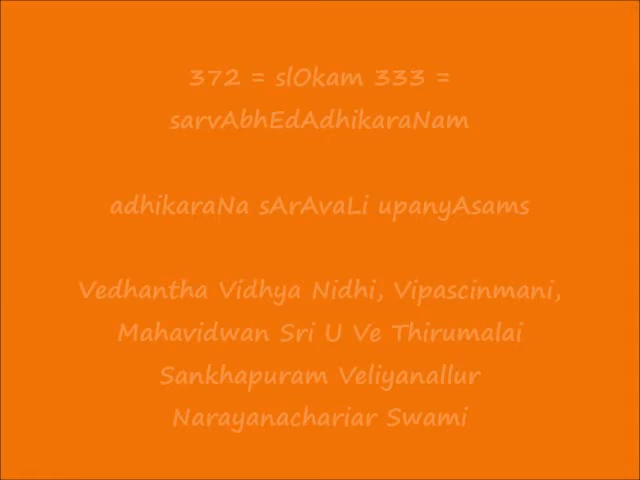 372 = slOkam 333 =
sarvAbhEdAdhikaraNam
adhikaraNa sArAvaLi upanyAsams
Vedhantha Vidhya Nidhi, Vipascinmani,
Mahavidwan Sri U Ve Thirumalai
Sankhapuram Veliyanallur
Narayanachariar Swami